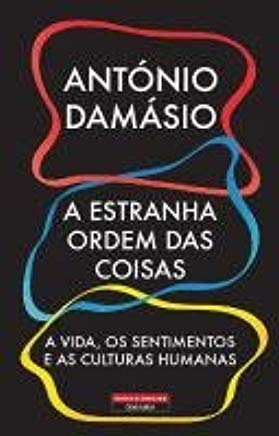 ANTÓNIO
DAMÁSIO
A ESTRANHA
ORDEM DAS
COISAS
A VIDA, OS SENTIMENTOS
E AS CULTURAS HUMANAS